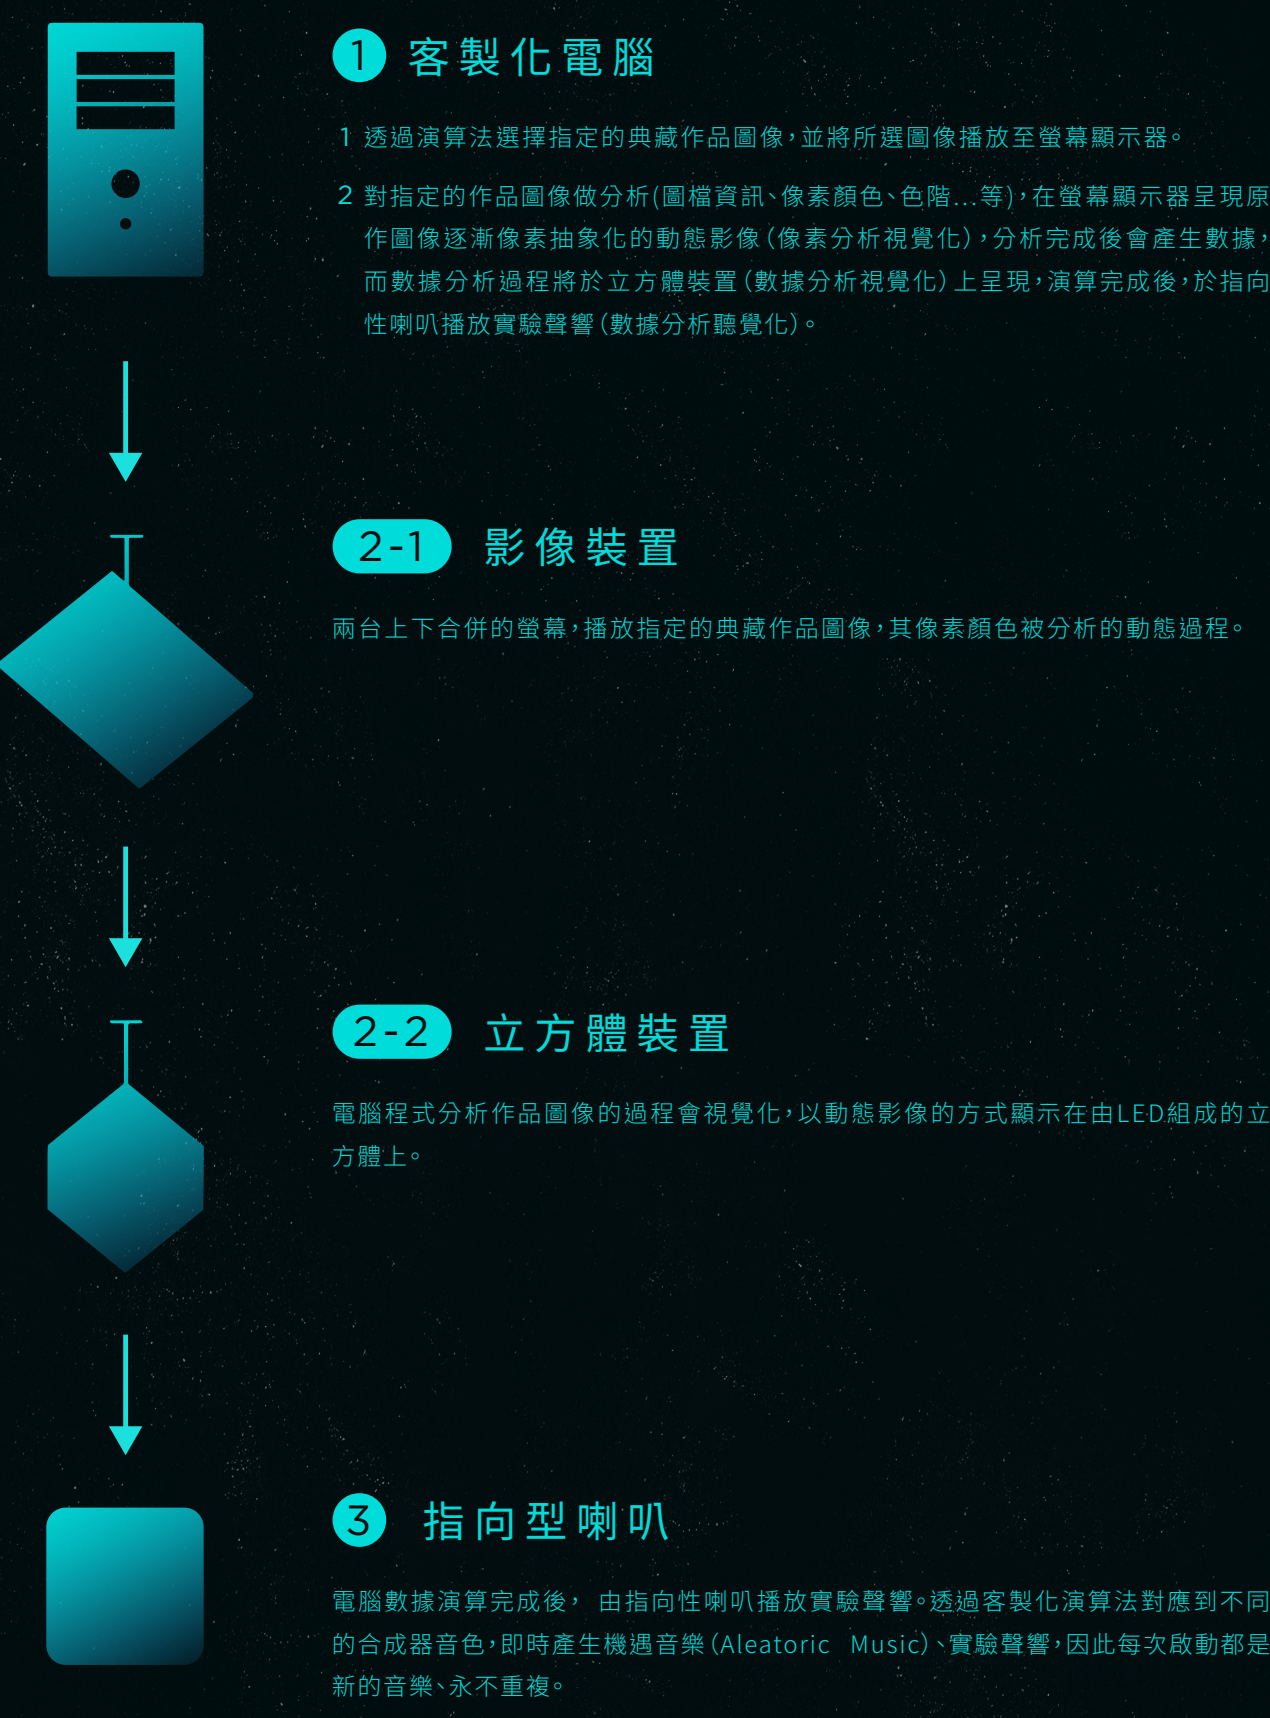 1 客製化電腦
1 透過演算法選擇指定的典藏作品圖像，並將所選圖像播放至螢幕顯示器。
2 對指定的作品圖像做分析(圖檔資訊、像素顏色、色階...等)，在螢幕顯示器呈現原
作圖像逐漸像素抽象化的動態影像（像素分析視覺化），分析完成後會產生數據，
而數據分析過程將於立方體裝置（數據分析視覺化）上呈現，演算完成後，於指向
性喇叭播放實驗聲響（數據分析聽覺化）。
2-1 影像裝置
兩台上下合併的螢幕，播放指定的典藏作品圖像，其像素顏色被分析的動態過程。
2-2 立方體裝置
電腦程式分析作品圖像的過程會視覺化，以動態影像的方式顯示在由LED組成的立
方體上。
3 指向型喇叭
電腦數據演算完成後， 由指向性喇叭播放實驗聲響。透過客製化演算法對應到不同
的合成器音色，即時產生機遇音樂（Aleatoric Music）、實驗聲響，因此每次啟動都是
新的音樂、永不重複。